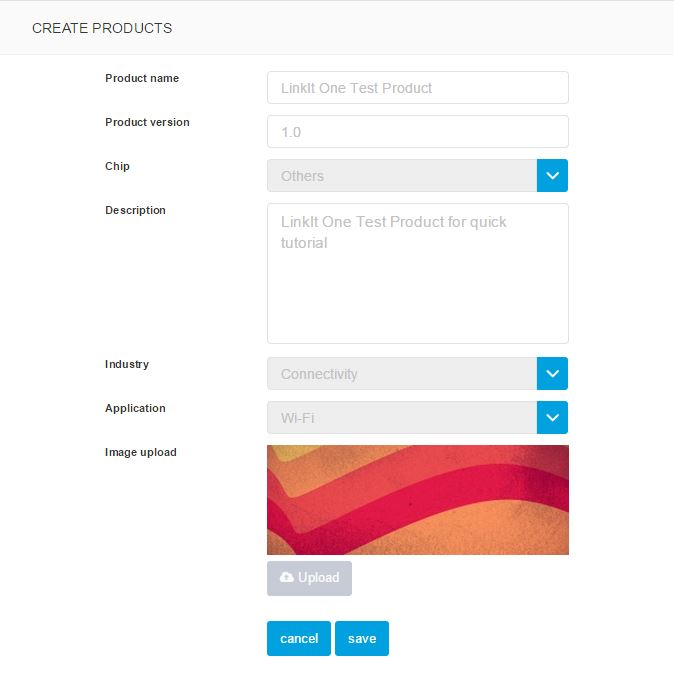 CREATE PRODUCTS
Product name
LinkIt One Test Product
Product version
1.0
Chip
Others
Description
LinkIt One Test Product for quick
tutorial
Industry
Connectivity
Application
Wi-Fi
Image upload
Upload
cancel save